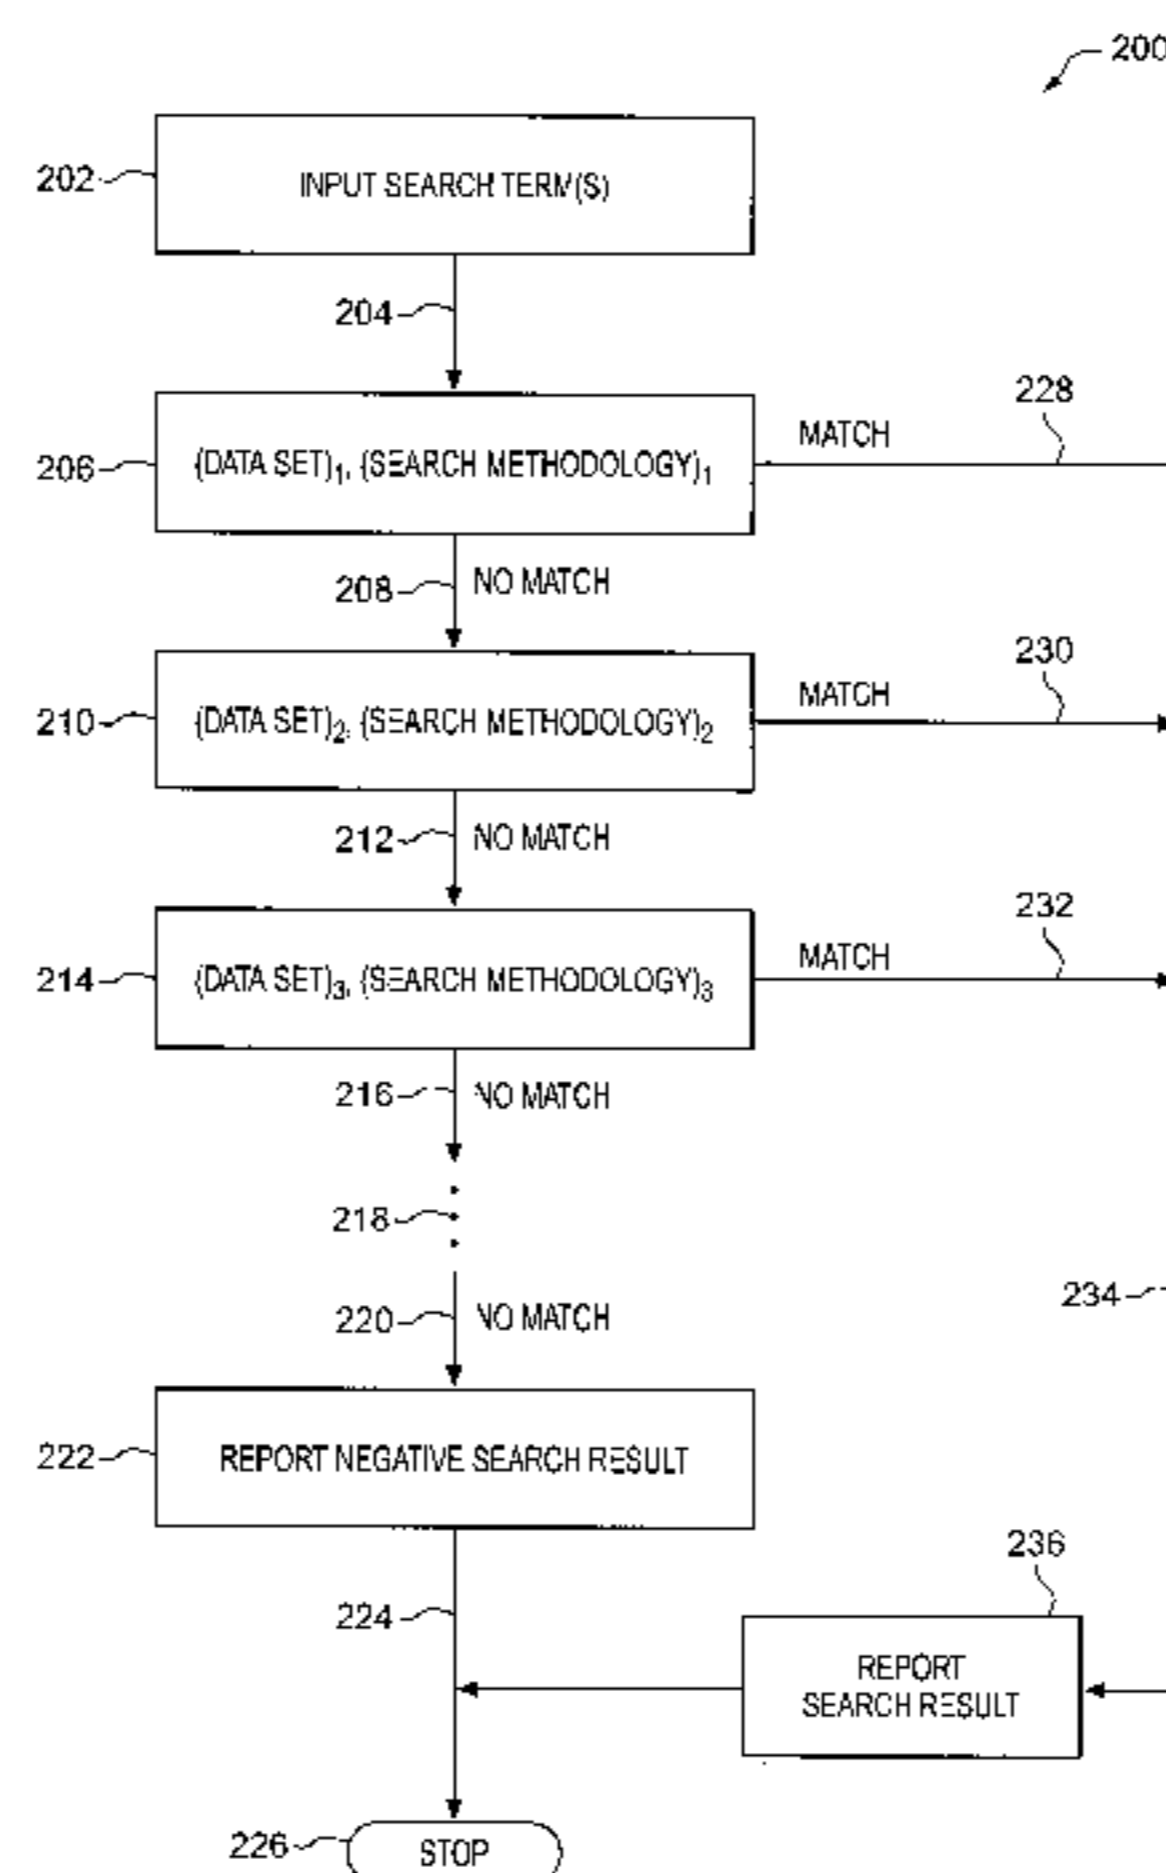 200
202
INPUT SEARCH TERM(S)
204
206
(DATA SET)1, (SEARCH METHODOLOGY)1
MATCH
228
208
NO MATCH
210
(DATA SET)2, (SEARCH METHODOLOGY)2
MATCH
230
212
NO MATCH
214
(DATA SET)3, (SEARCH METHODOLOGY)3
MATCH
232
216
NO MATCH
218
234
220
NO MATCH
222
REPORT NEGATIVE SEARCH RESULT
236
224
REPORT
SEARCH RESULT
226
STOP